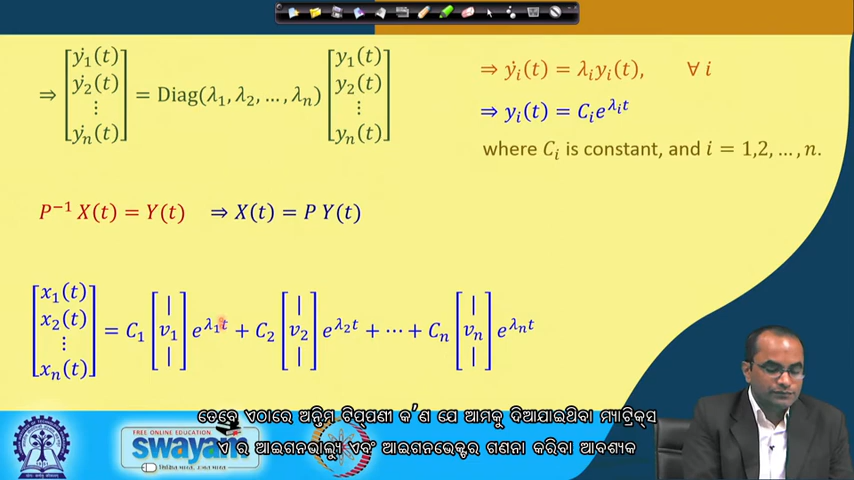 ⇒ [ẏ₁(t) ẏ₂(t) ⋮ ẏₙ(t)] = Diag(λ₁, λ₂, …, λₙ) [y₁(t) y₂(t) ⋮ yₙ(t)]
⇒ ẏᵢ(t) = λᵢyᵢ(t), ∀ i
⇒ yᵢ(t) = Cᵢe^{λᵢt}
where Cᵢ is constant, and i = 1,2, …, n.
P⁻¹ X(t) = Y(t) ⇒ X(t) = P Y(t)
[x₁(t) x₂(t) ⋮ xₙ(t)] = C₁ [| v₁ |] e^{λ₁t} + C₂ [| v₂ |] e^{λ₂t} + ⋯ + Cₙ [| vₙ |] e^{λₙt}
ତେବେ ଏଠାରେ ଅନ୍ତିମ ଟିପ୍ପଣୀ କ'ଣ ଯେ ଆମକୁ ଦିଆଯାଇଥିବା ମ୍ୟାଟ୍ରିକ୍ସ
ଏ ର ଆଇଗନଭାଲ୍ୟୁ ଏବଂ ଆଇଗନଭେକ୍ଟର ଗଣନା କରିବା ଆବଶ୍ୟକ
FREE ONLINE EDUCATION
swayam